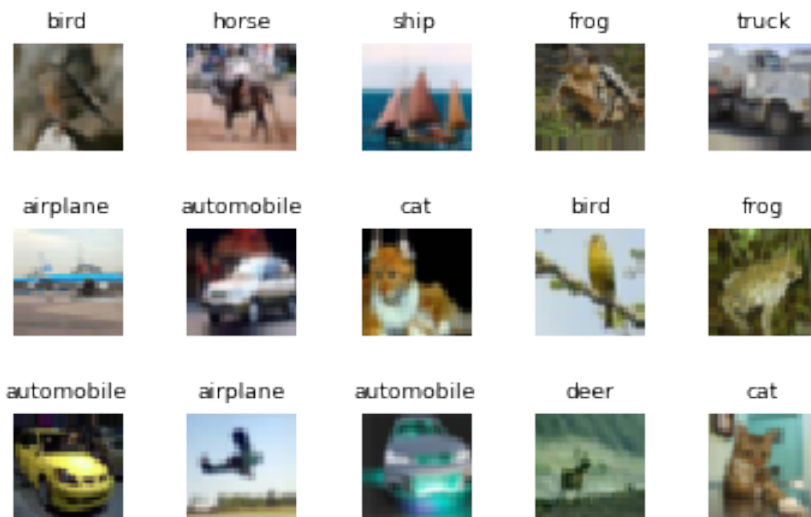 bird horse ship frog truck
airplane automobile cat bird frog
automobile airplane automobile deer cat